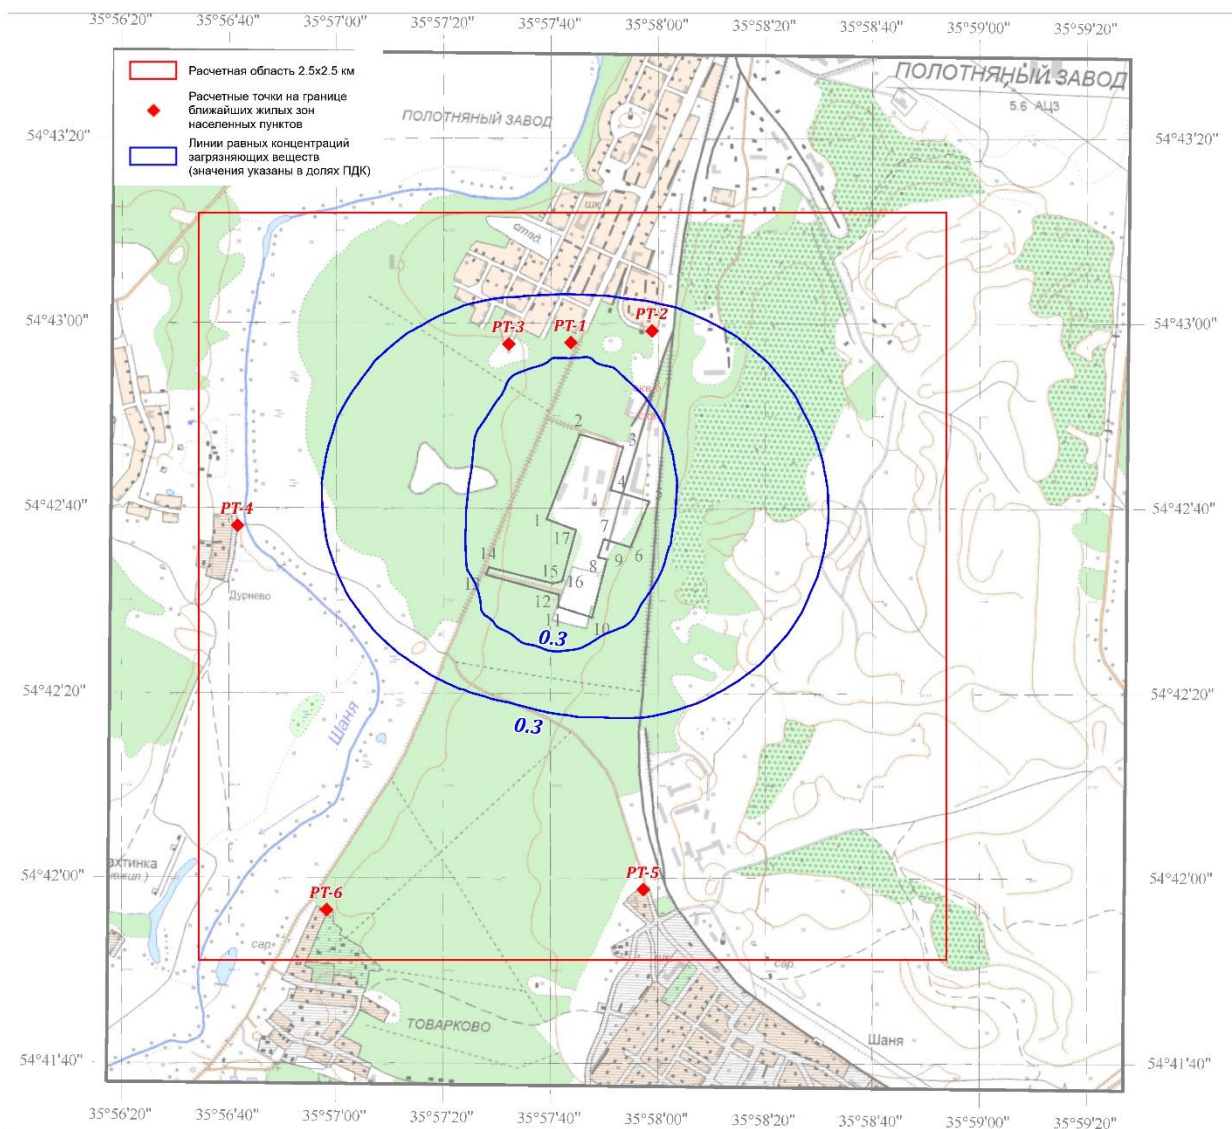 35°56'20"
35°56'40"
35°57'00"
35°57'20"
35°57'40"
35°58'00"
35°58'20"
35°58'40"
35°59'00"
35°59'20"
Расчетная область 2.5x2.5 км
Расчетные точки на границе
ближайших жилых зон
населенных пунктов
Линии равных концентраций
загрязняющих веществ
(значения указаны в долях ПДК)
ПОЛОТНЯНЫЙ ЗАВОД
5.6 АЦЗ
ПОЛОТНЯНЫЙ ЗАВОД
54°43'20"
54°43'20"
шк.
стад.
54°43'00"
54°43'00"
РТ-3
РТ-1
РТ-2
2
3
4
5
54°42'40"
54°42'40"
РТ-4
1
17
7
6
14
13
15
16
8
9
12
11
10
Дурнево
0.3
54°42'20"
54°42'20"
0.3
Шаня
ахтинка
54°42'00"
54°42'00"
РТ-6
РТ-5
сар.
сар.
ТОВАРКОВО
Шаня
54°41'40"
54°41'40"
35°56'20"
35°56'40"
35°57'00"
35°57'20"
35°57'40"
35°58'00"
35°58'20"
35°58'40"
35°59'00"
35°59'20"